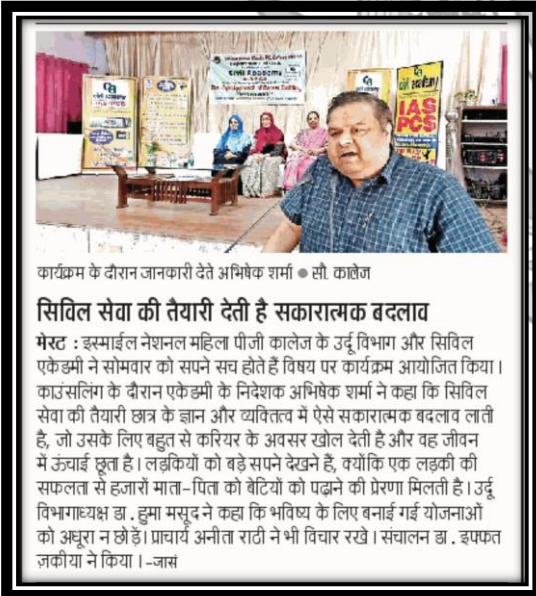 civil academy
IAS
PCS
कार्यक्रम के दौरान जानकारी देते अभिषेक शर्मा ● सौ. कालेज
सिविल सेवा की तैयारी देती है सकारात्मक बदलाव
मेरठ : इस्माईल नेशनल महिला पीजी कालेज के उर्दू विभाग और सिविल
एकेडमी ने सोमवार को सपने सच होते हैं विषय पर कार्यक्रम आयोजित किया।
काउंसलिंग के दौरान एकेडमी के निदेशक अभिषेक शर्मा ने कहा कि सिविल
सेवा की तैयारी छात्र के ज्ञान और व्यक्तित्व में ऐसे सकारात्मक बदलाव लाती
है, जो उसके लिए बहुत से करियर के अवसर खोल देती है और वह जीवन
में ऊंचाई छूता है। लड़कियों को बड़े सपने देखने हैं, क्योंकि एक लड़की की
सफलता से हजारों माता-पिता को बेटियों को पढ़ाने की प्रेरणा मिलती है। उर्दू
विभागाध्यक्ष डा. हुमा मसूद ने कहा कि भविष्य के लिए बनाई गई योजनाओं
को अधूरा न छोड़ें। प्राचार्य अनीता राठी ने भी विचार रखे। संचालन डा. इफ्फत
ज़कीया ने किया।-जासं